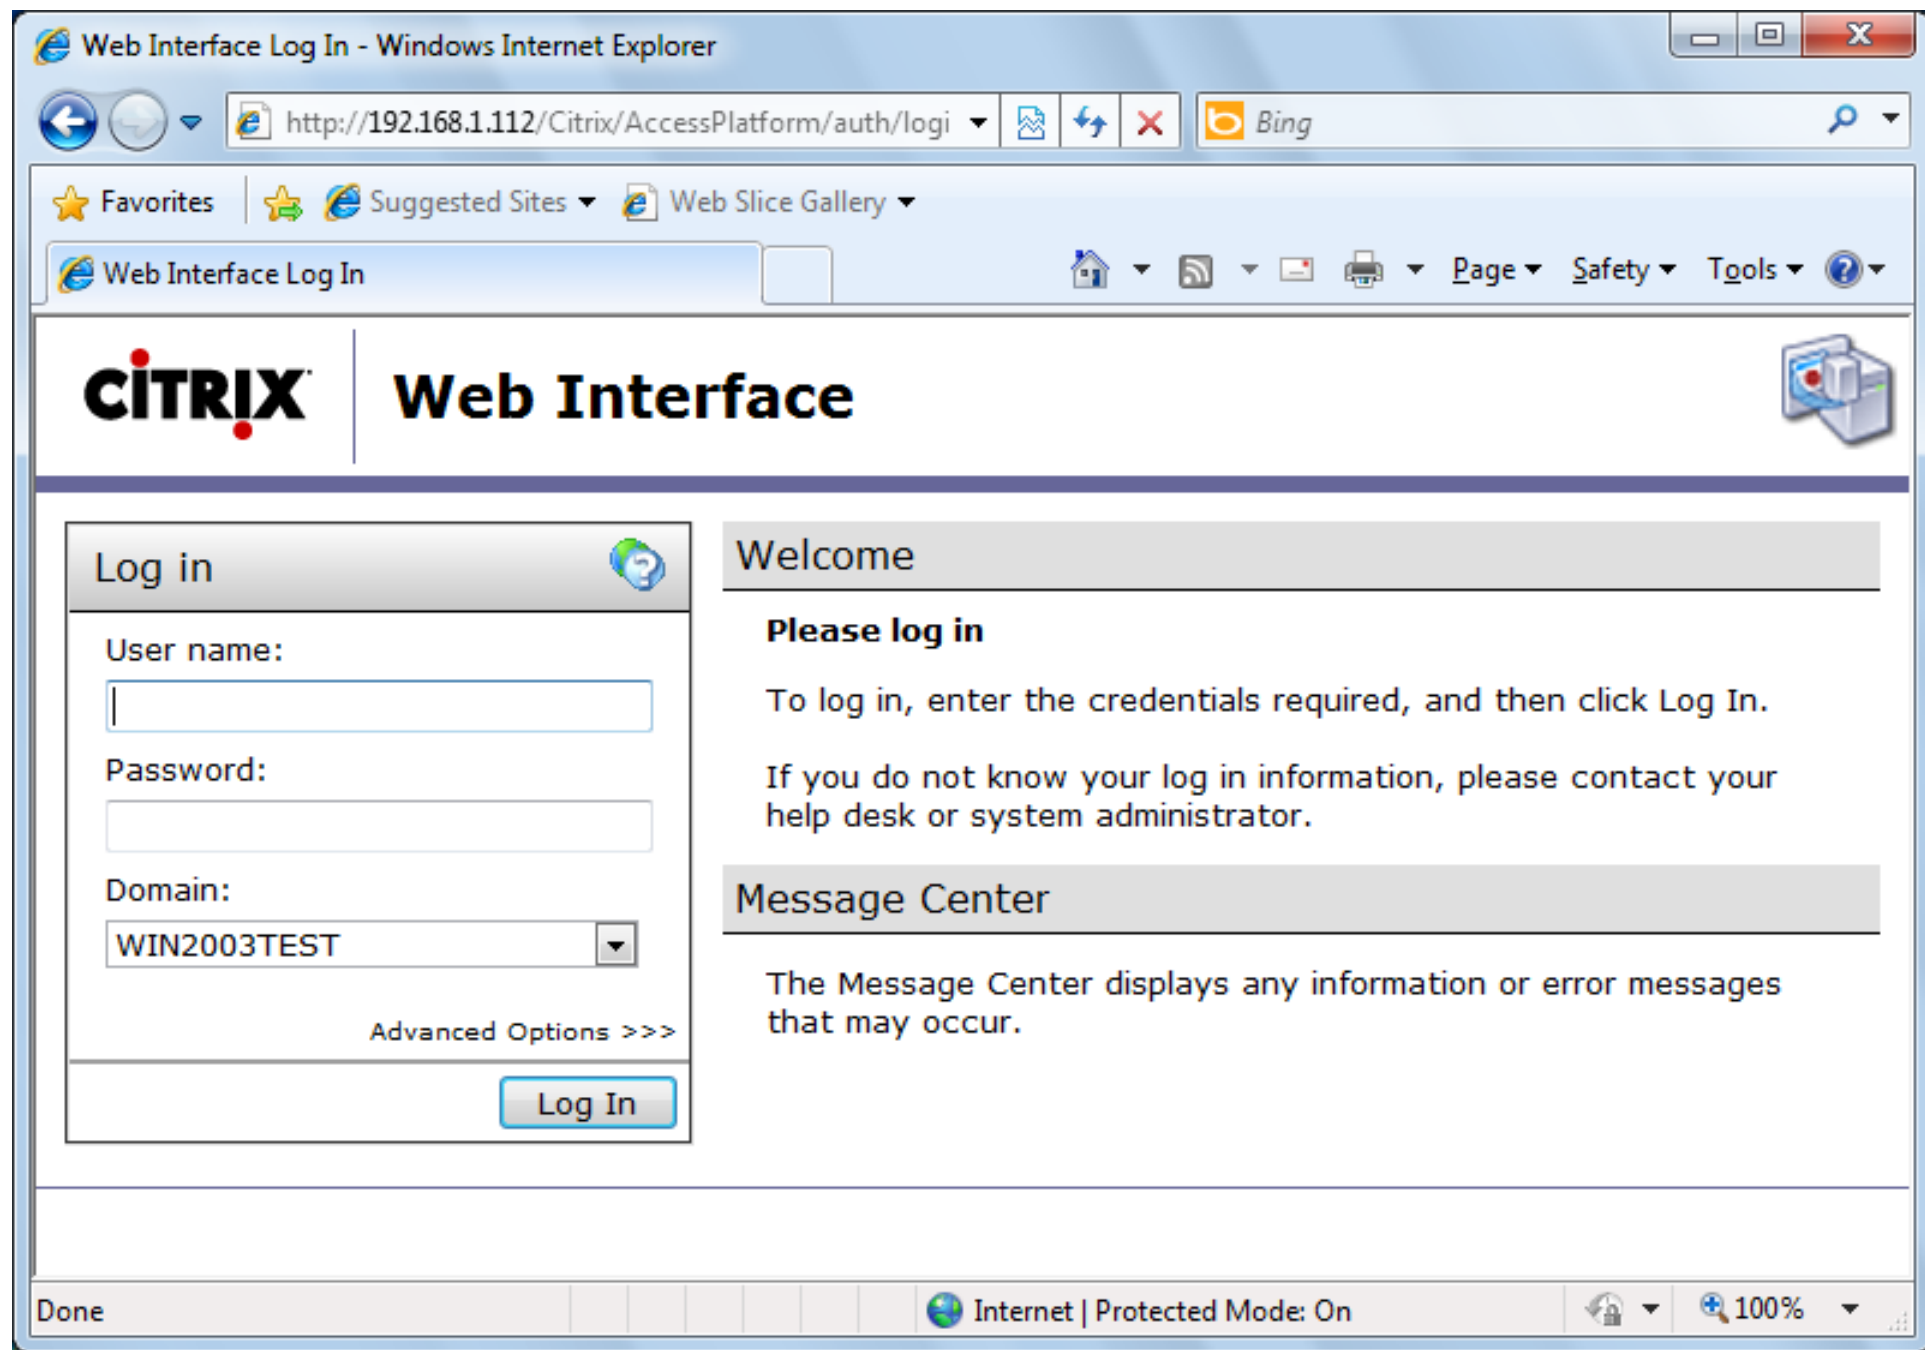 Web Interface Log In - Windows Internet Explorer
http://192.168.1.112/Citrix/AccessPlatform/auth/logi
Bing
Favorites
Suggested Sites
Web Slice Gallery
Web Interface Log In
Page
Safety
Tools
CITRIX
Web Interface
Log in
User name:
Password:
Domain:
WIN2003TEST
Advanced Options >>>
Log In
Welcome
Please log in
To log in, enter the credentials required, and then click Log In.
If you do not know your log in information, please contact your
help desk or system administrator.
Message Center
The Message Center displays any information or error messages
that may occur.
Done
Internet | Protected Mode: On
100%